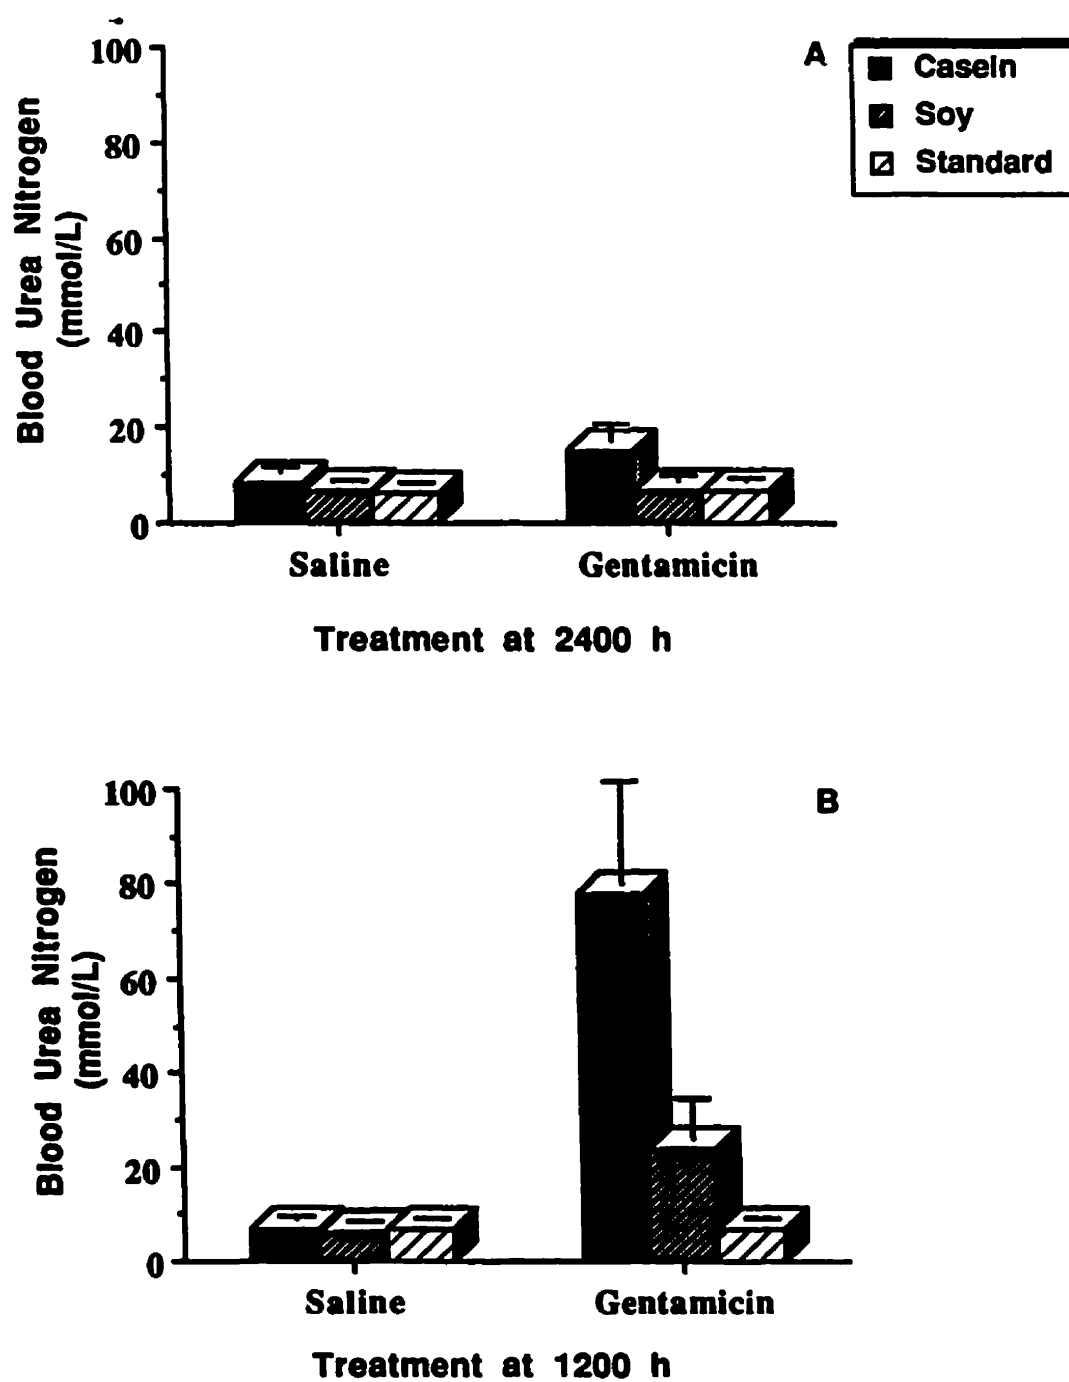 A
Casein
Soy
Standard
Blood Urea Nitrogen
(mmol/L)
100
80
60
40
20
0
Saline
Gentamicin
Treatment at 2400 h
B
Blood Urea Nitrogen
(mmol/L)
100
80
60
40
20
0
Saline
Gentamicin
Treatment at 1200 h